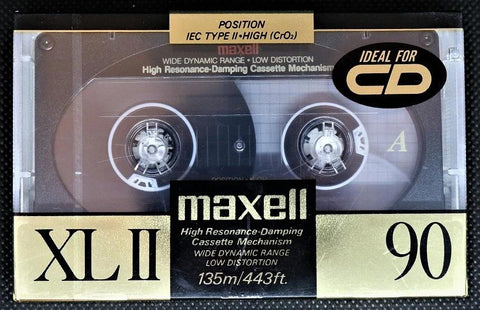 POSITION
IEC TYPE II•HIGH (CrO₂)
maxell
WIDE DYNAMIC RANGE • LOW DISTORTION
High Resonance-Damping Cassette Mechanism
IDEAL FOR
CD
A
maxell
High Resonance-Damping
Cassette Mechanism
WIDE DYNAMIC RANGE
LOW DISTORTION
135m/443ft.
XL II
90